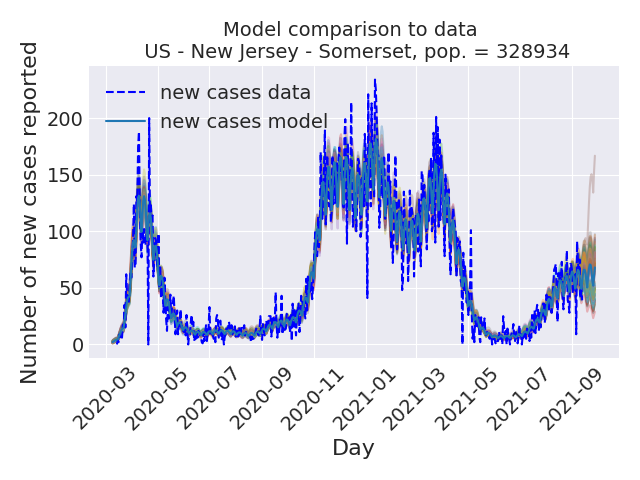 Model comparison to data
US - New Jersey - Somerset, pop. = 328934
new cases data
new cases model
Number of new cases reported
200
150
100
50
0
2020-03
2020-05
2020-07
2020-09
2020-11
2021-01
2021-03
2021-05
2021-07
2021-09
Day